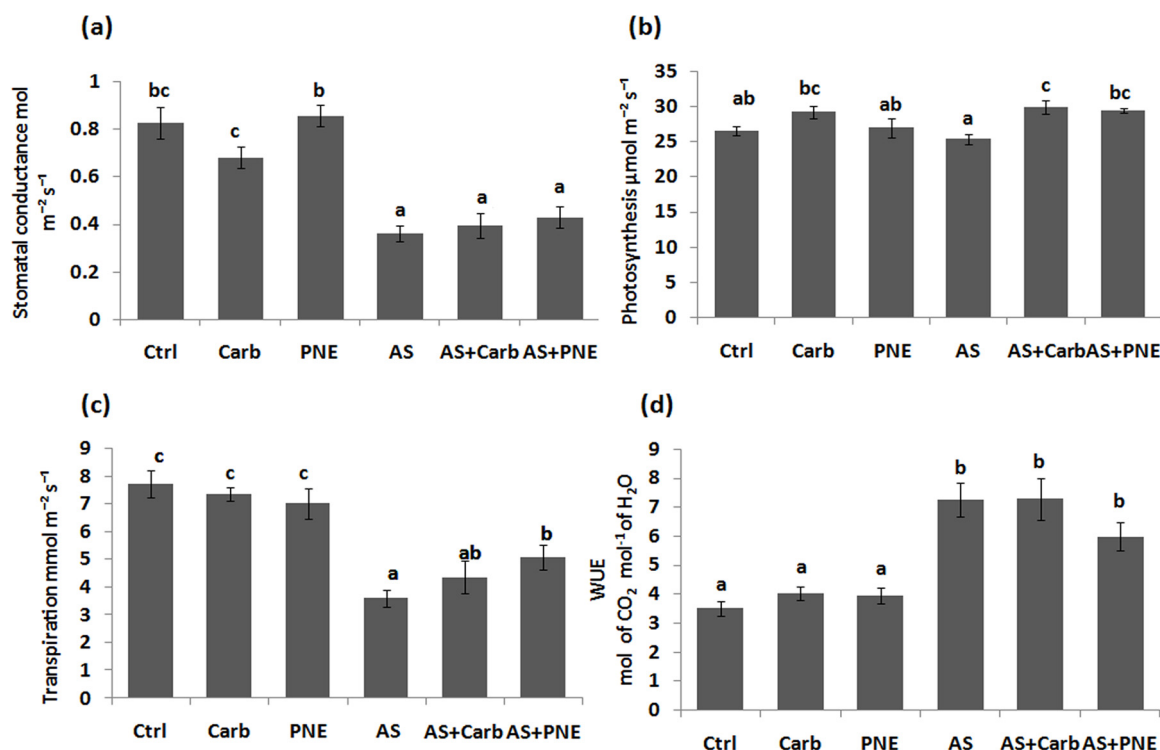 (a)
Stomatal conductance mol
m⁻² s⁻¹
1
0.8
0.6
0.4
0.2
0
bc
c
b
a
a
a
Ctrl Carb PNE AS AS+Carb AS+PNE
(b)
Photosynthesis µmol m⁻² s⁻¹
35
30
25
20
15
10
5
0
ab
bc
ab
a
c
bc
Ctrl Carb PNE AS AS+Carb AS+PNE
(c)
Transpiration mmol m⁻² s⁻¹
9
8
7
6
5
4
3
2
1
0
c
c
c
a
ab
b
Ctrl Carb PNE AS AS+Carb AS+PNE
(d)
WUE
mol of CO₂ mol⁻¹ of H₂O
9
8
7
6
5
4
3
2
1
0
a
a
a
b
b
b
Ctrl Carb PNE AS AS+Carb AS+PNE